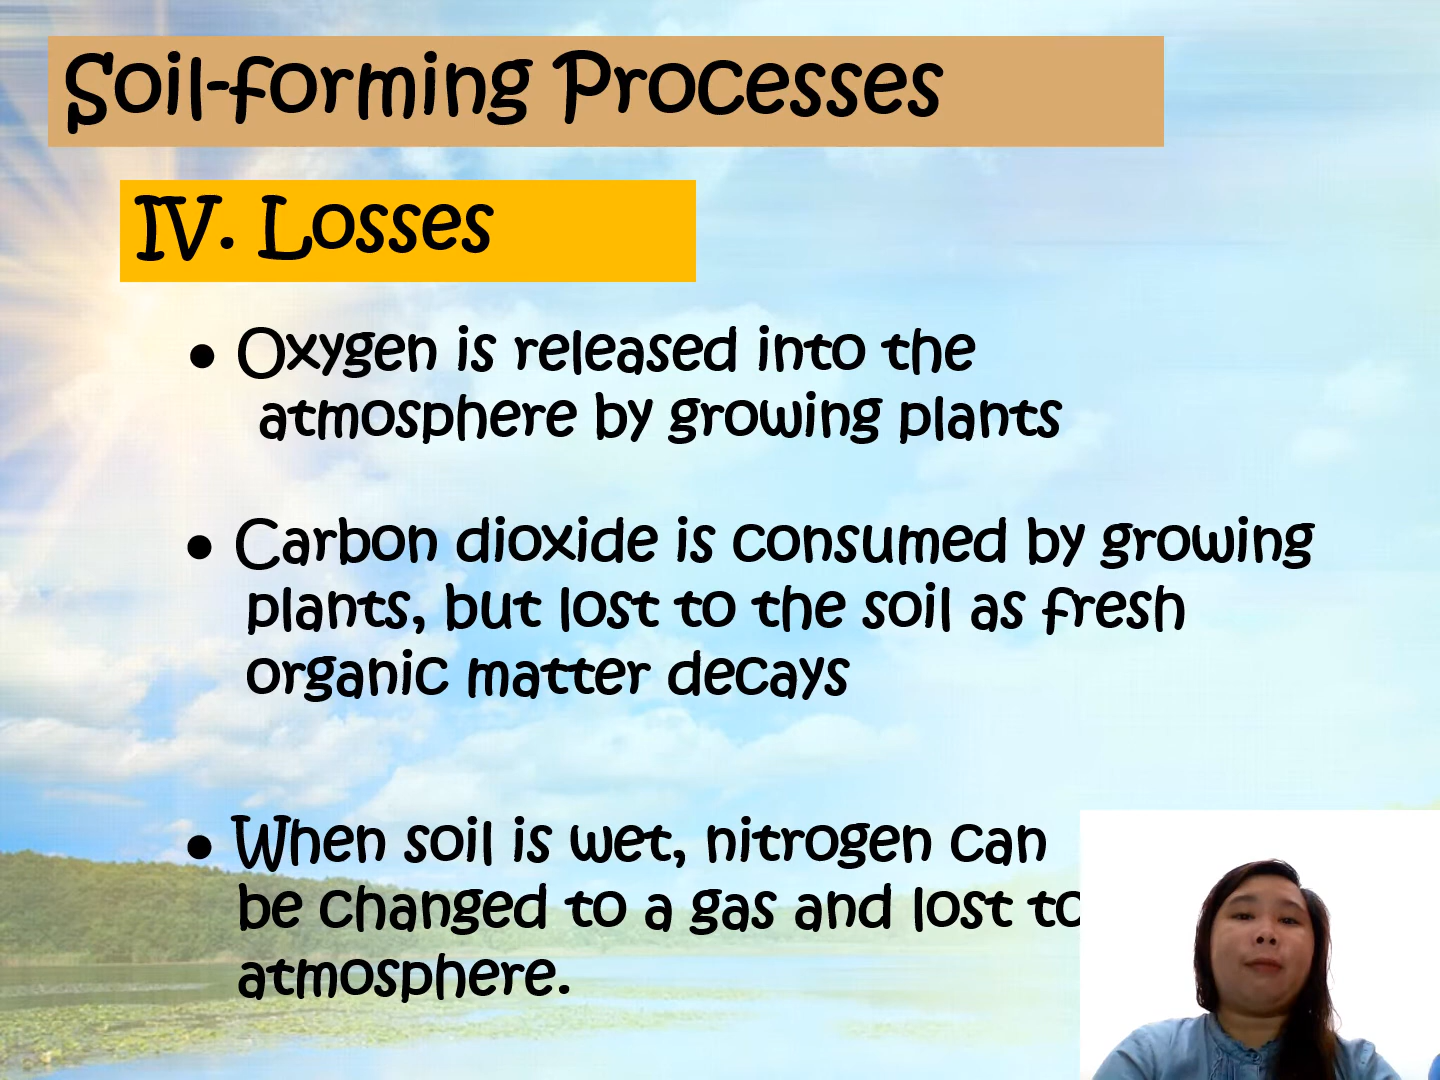 Soil-forming Processes
IV. Losses
• Oxygen is released into the
atmosphere by growing plants
• Carbon dioxide is consumed by growing
plants, but lost to the soil as fresh
organic matter decays
• When soil is wet, nitrogen can
be changed to a gas and lost to
atmosphere.